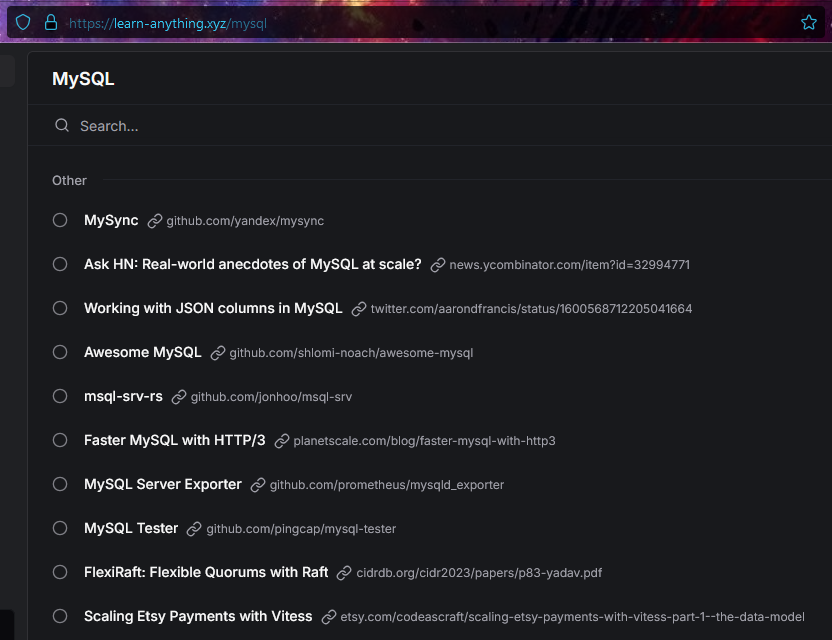 https://learn-anything.xyz/mysql
MySQL
Search...
Other
MySync github.com/yandex/mysync
Ask HN: Real-world anecdotes of MySQL at scale? news.ycombinator.com/item?id=32994771
Working with JSON columns in MySQL twitter.com/aarondfrancis/status/1600568712205041664
Awesome MySQL github.com/shlomi-noach/awesome-mysql
msql-srv-rs github.com/jonhoo/msql-srv
Faster MySQL with HTTP/3 planetscale.com/blog/faster-mysql-with-http3
MySQL Server Exporter github.com/prometheus/mysqld_exporter
MySQL Tester github.com/pingcap/mysql-tester
FlexiRaft: Flexible Quorums with Raft cidrdb.org/cidr2023/papers/p83-yadav.pdf
Scaling Etsy Payments with Vitess etsy.com/codeascraft/scaling-etsy-payments-with-vitess-part-1--the-data-model